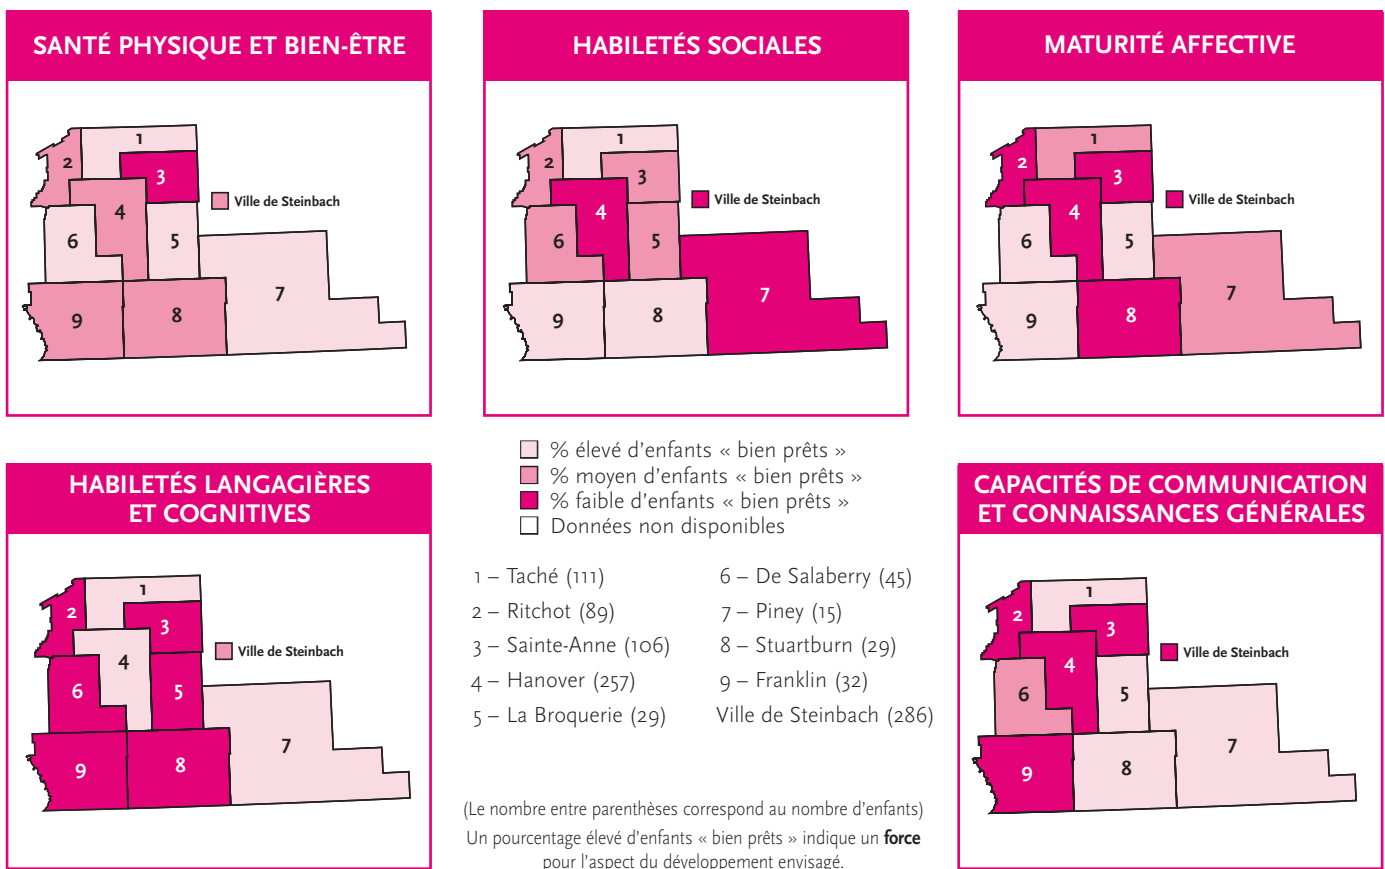 SANTÉ PHYSIQUE ET BIEN-ÊTRE
1
2
3
4
5
6
7
8
9
Ville de Steinbach
HABILETÉS SOCIALES
1
2
3
4
5
6
7
8
9
Ville de Steinbach
MATURITÉ AFFECTIVE
1
2
3
4
5
6
7
8
9
Ville de Steinbach
HABILETÉS LANGAGIÈRES
ET COGNITIVES
1
2
3
4
5
6
7
8
9
Ville de Steinbach
% élevé d'enfants « bien prêts »
% moyen d'enfants « bien prêts »
% faible d'enfants « bien prêts »
Données non disponibles
1 – Taché (111)
2 – Ritchot (89)
3 – Sainte-Anne (106)
4 – Hanover (257)
5 – La Broquerie (29)
6 – De Salaberry (45)
7 – Piney (15)
8 – Stuartburn (29)
9 – Franklin (32)
Ville de Steinbach (286)
(Le nombre entre parenthèses correspond au nombre d'enfants)
Un pourcentage élevé d'enfants « bien prêts » indique un force
pour l'aspect du développement envisagé.
CAPACITÉS DE COMMUNICATION
ET CONNAISSANCES GÉNÉRALES
1
2
3
4
5
6
7
8
9
Ville de Steinbach